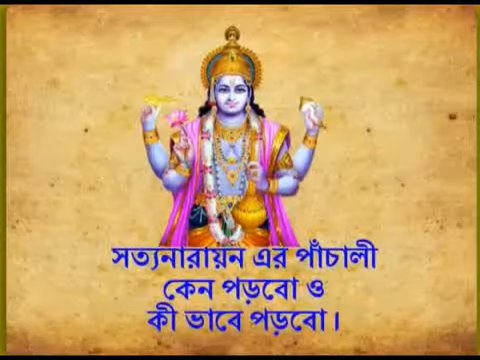 সত্যনারায়ন এর পাঁচালী
কেন পড়বো ও
কী ভাবে পড়বো।